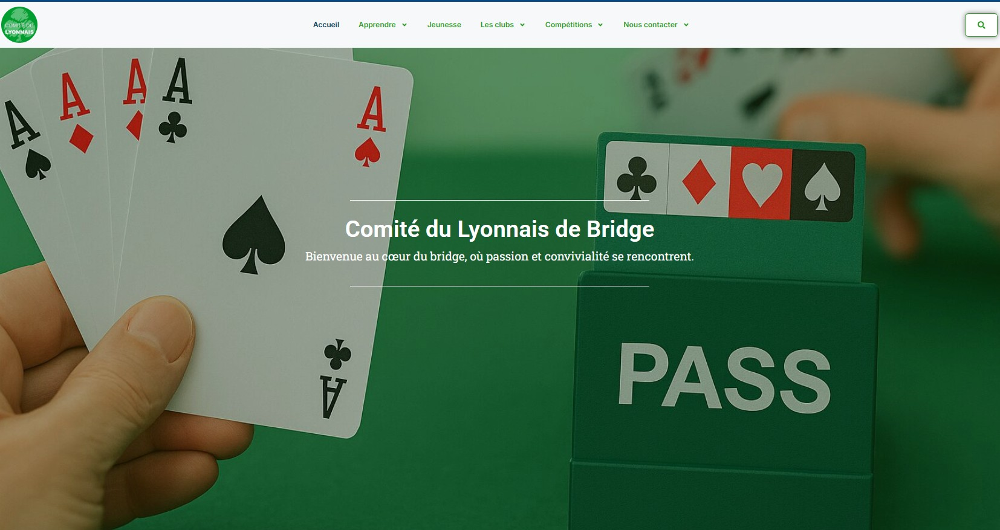 COMITÉ DU
LYONNAIS
Accueil
Apprendre
Jeunesse
Les clubs
Compétitions
Nous contacter
A
A
A
A
A
Comité du Lyonnais de Bridge
Bienvenue au cœur du bridge, où passion et convivialité se rencontrent.
PASS
A